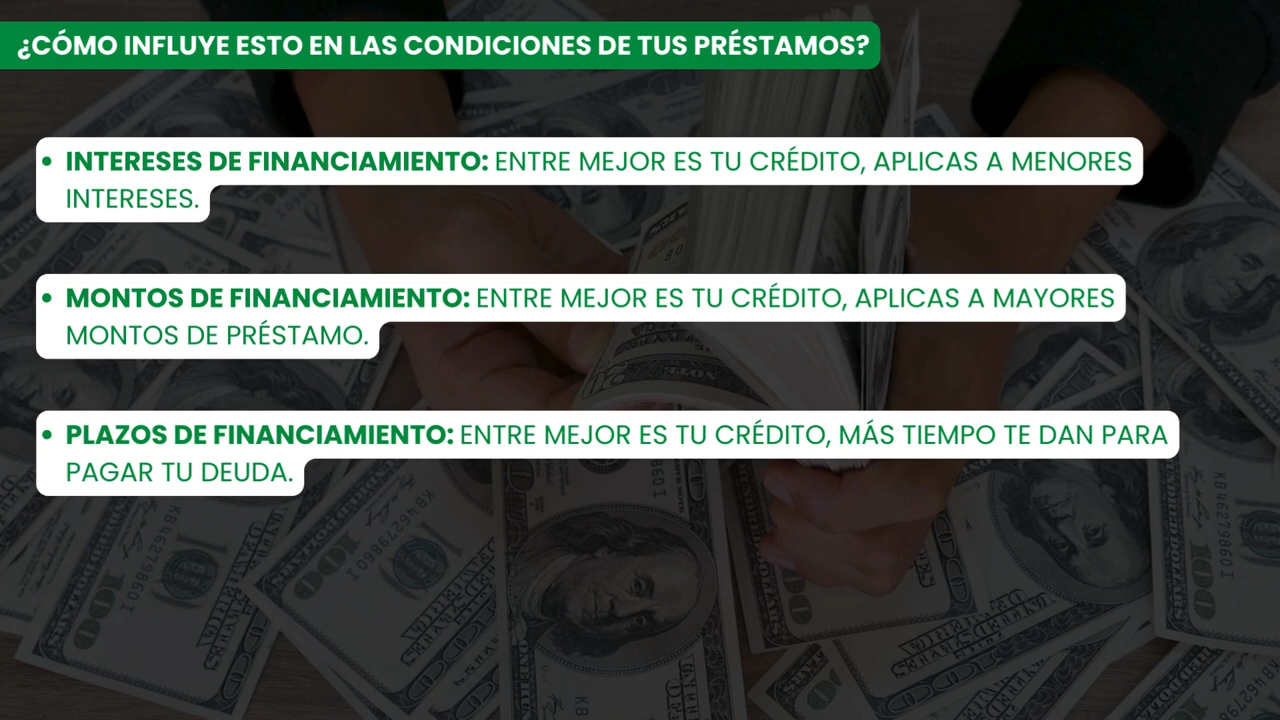 ¿CÓMO INFLUYE ESTO EN LAS CONDICIONES DE TUS PRÉSTAMOS?
• INTERESES DE FINANCIAMIENTO: ENTRE MEJOR ES TU CRÉDITO, APLICAS A MENORES
INTERESES.
• MONTOS DE FINANCIAMIENTO: ENTRE MEJOR ES TU CRÉDITO, APLICAS A MAYORES
MONTOS DE PRÉSTAMO.
• PLAZOS DE FINANCIAMIENTO: ENTRE MEJOR ES TU CRÉDITO, MÁS TIEMPO TE DAN PARA
PAGAR TU DEUDA.